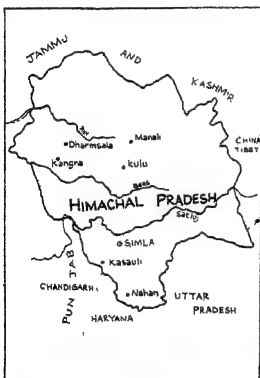 JAMMU AND KASHMIR
CHINA
TIBET
Dharmsala
Manak
Kangra
Kulu
Beas
HIMACHAL PRADESH
Satluj
SIMLA
Kasauli
CHANDIGARH
Nahan
UTTAR
PRADESH
PUNJAB
HARYANA